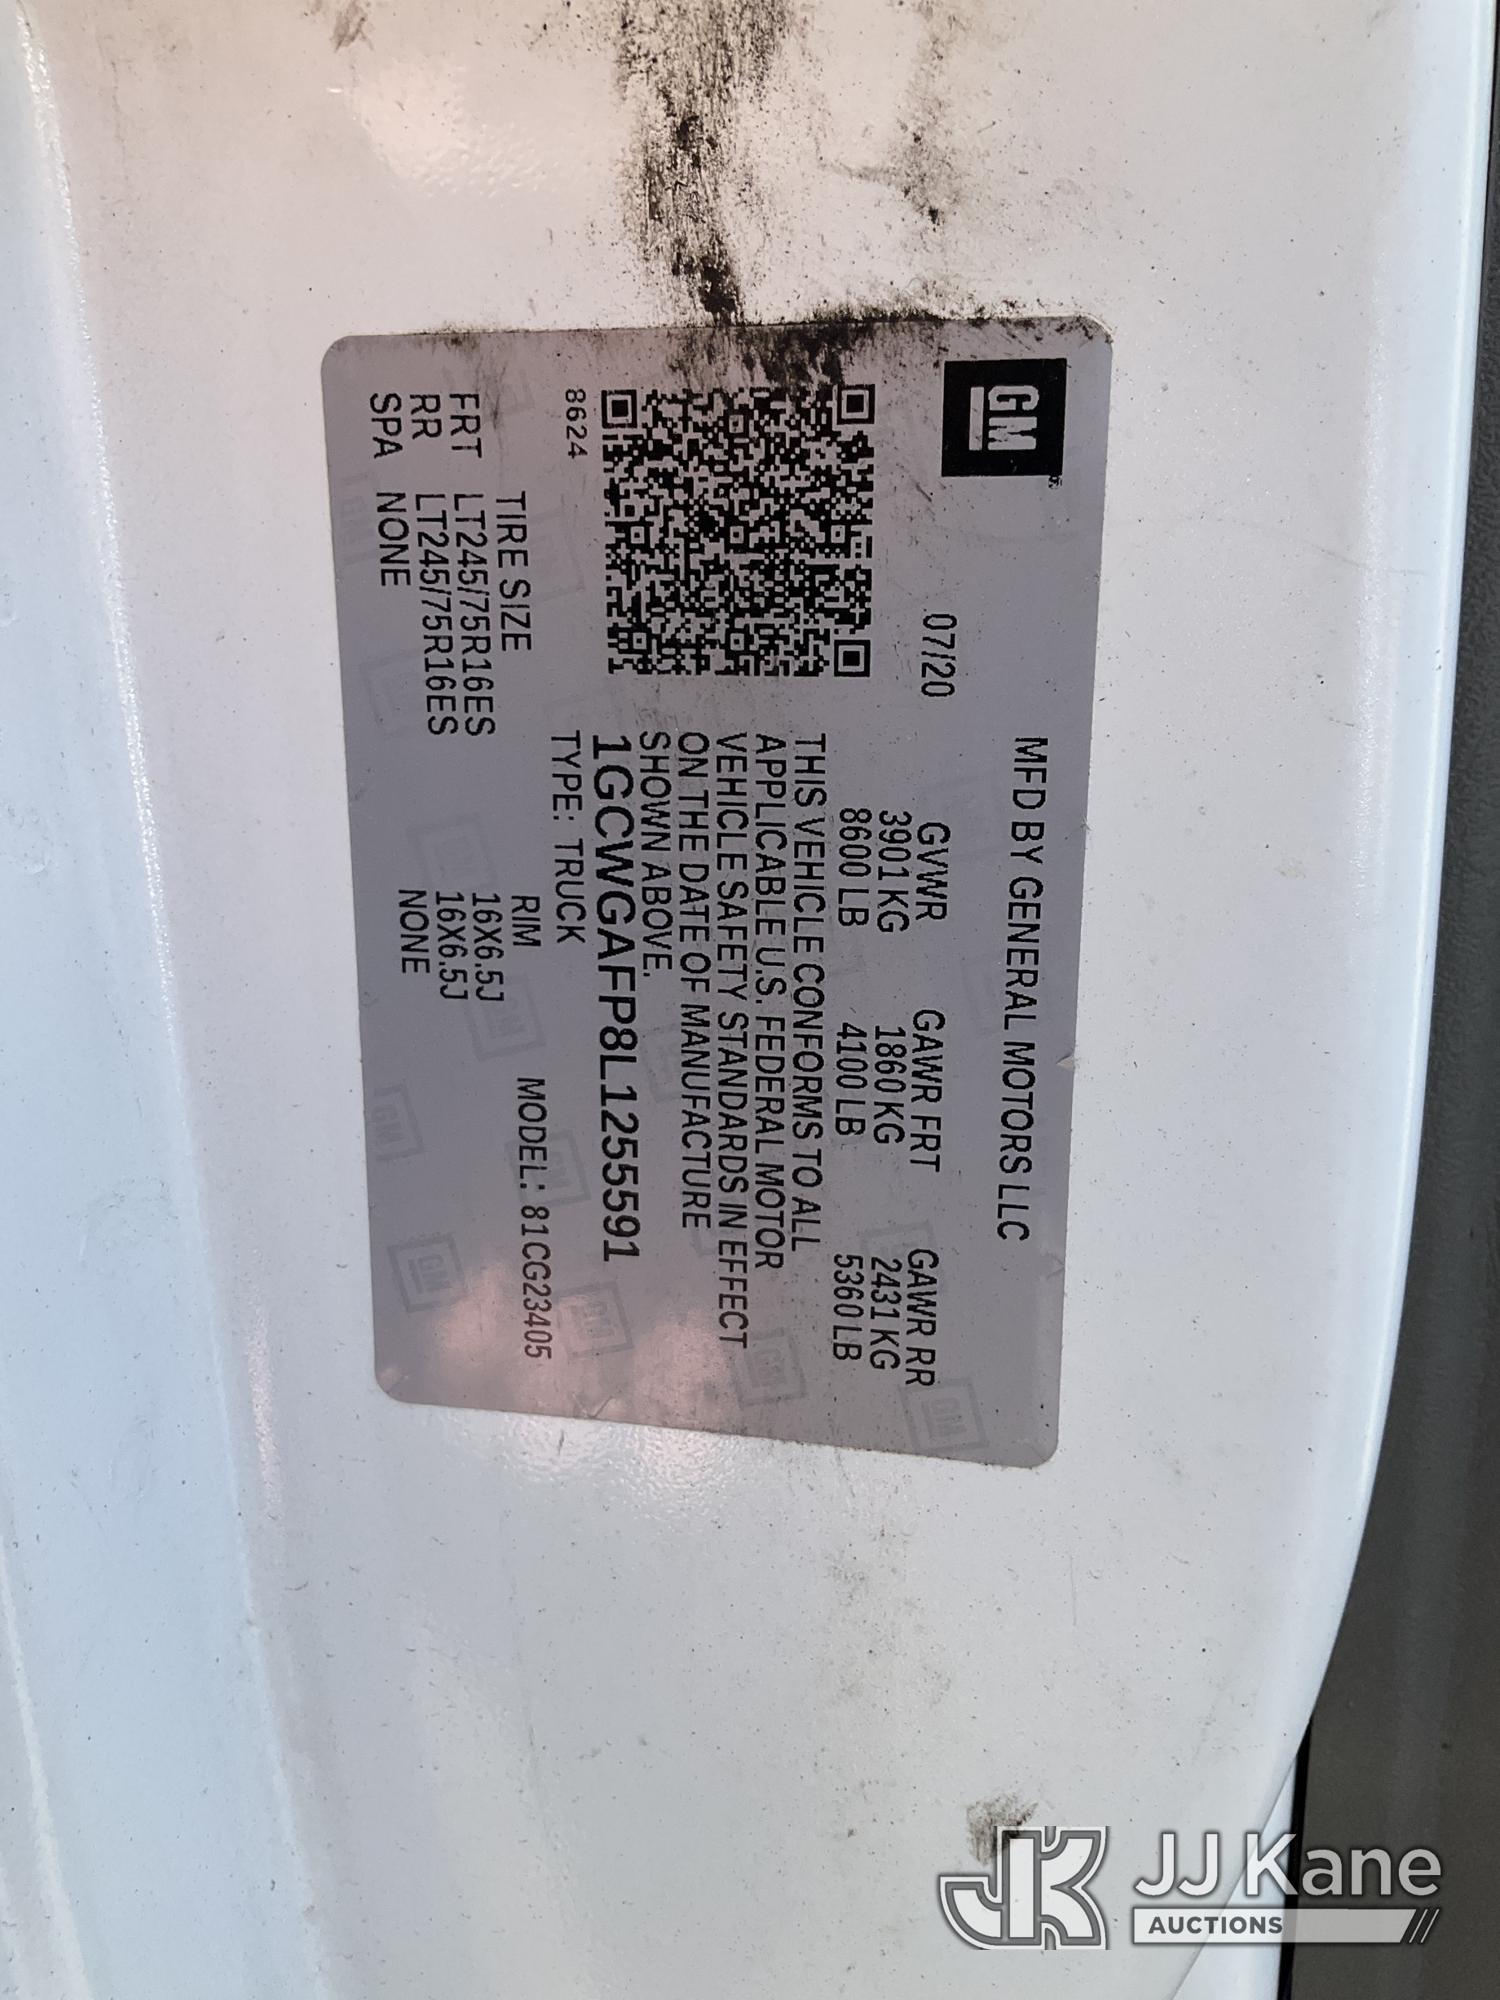 GM
MFD BY GENERAL MOTORS LLC
07/20 GVWR GAWR FRT GAWR RR
3901 KG 1860 KG 2431 KG
8600 LB 4100 LB 5360 LB
THIS VEHICLE CONFORMS TO ALL
APPLICABLE U.S. FEDERAL MOTOR
VEHICLE SAFETY STANDARDS IN EFFECT
ON THE DATE OF MANUFACTURE
SHOWN ABOVE.
1GCWGAFP8L1255591
8624 TYPE: TRUCK
TIRE SIZE RIM MODEL: 81CG23405
FRT LT245/75R16ES 16X6.5J
RR LT245/75R16ES 16X6.5J
SPA NONE NONE
JK JJ Kane
AUCTIONS